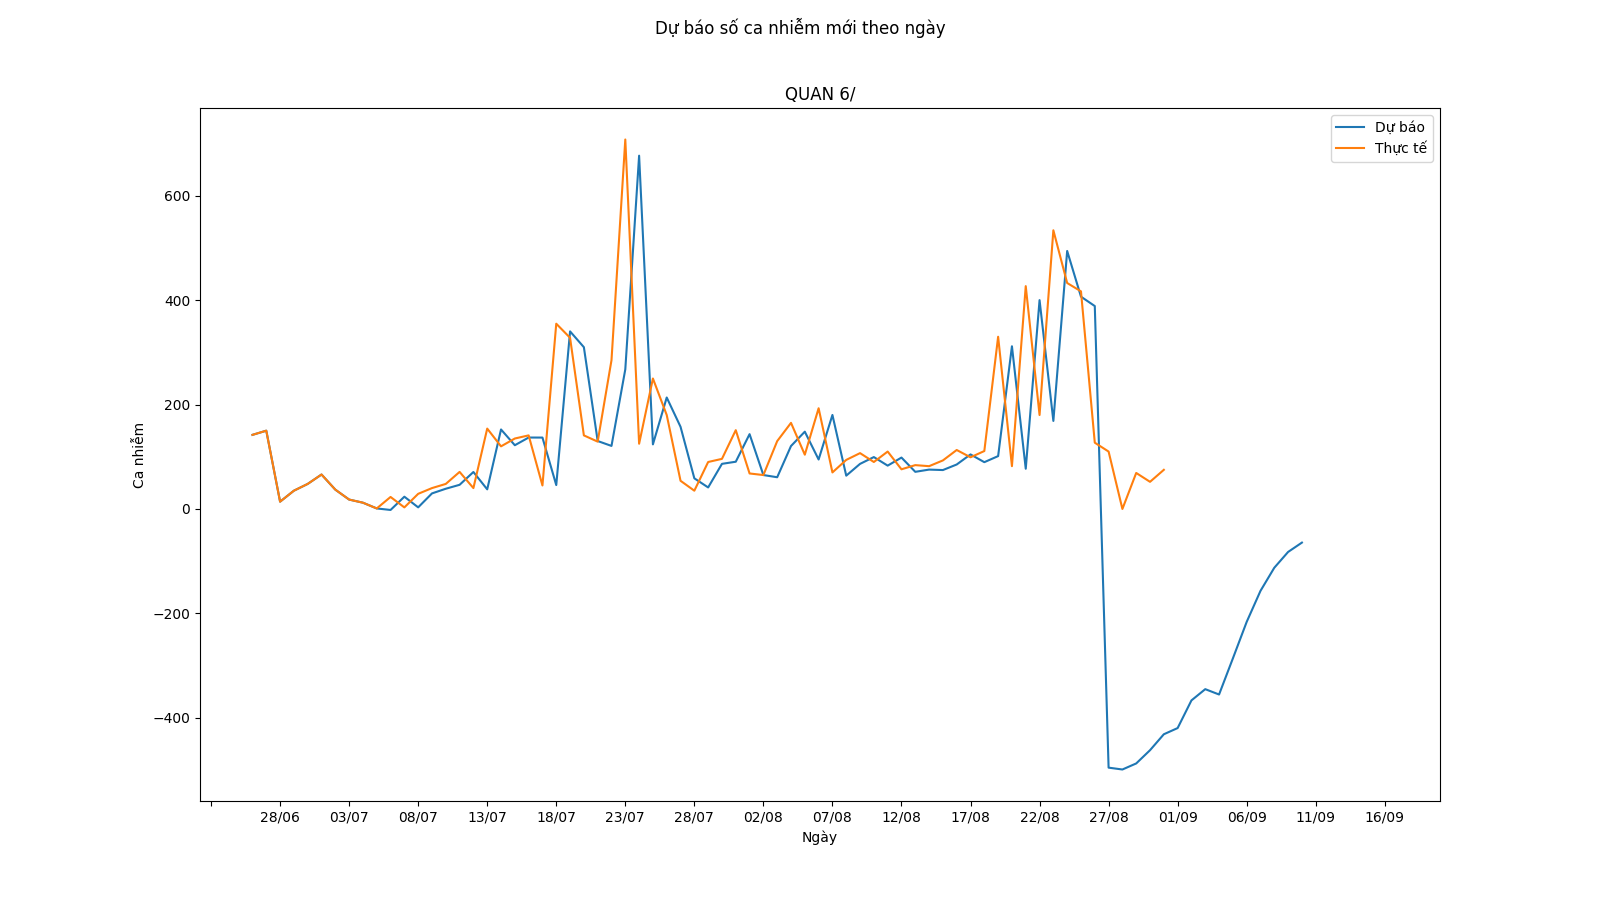 Dự báo số ca nhiễm mới theo ngày
QUAN 6/
Dự báo
Thực tế
600
400
200
0
−200
−400
Ca nhiễm
28/06 03/07 08/07 13/07 18/07 23/07 28/07 02/08 07/08 12/08 17/08 22/08 27/08 01/09 06/09 11/09 16/09
Ngày